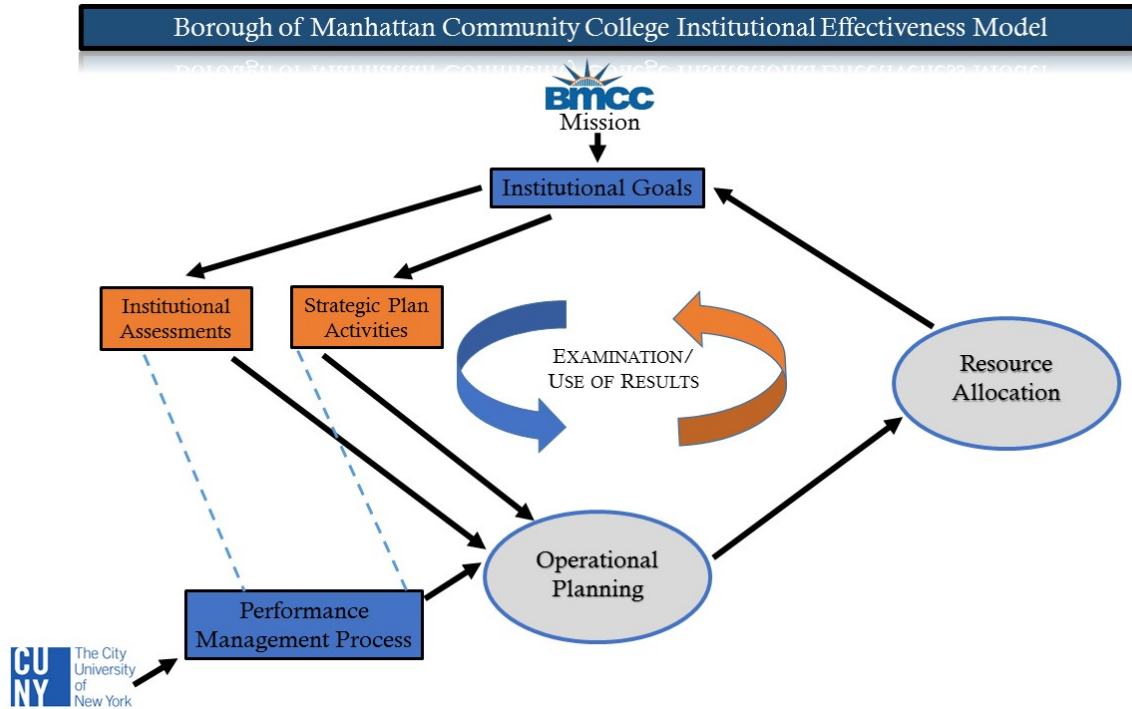 Borough of Manhattan Community College Institutional Effectiveness Model
BMCC
Mission
Institutional Goals
Institutional
Assessments
Strategic Plan
Activities
EXAMINATION/
USE OF RESULTS
Resource
Allocation
Operational
Planning
Performance
Management Process
CU
NY
The City
University
of
New York